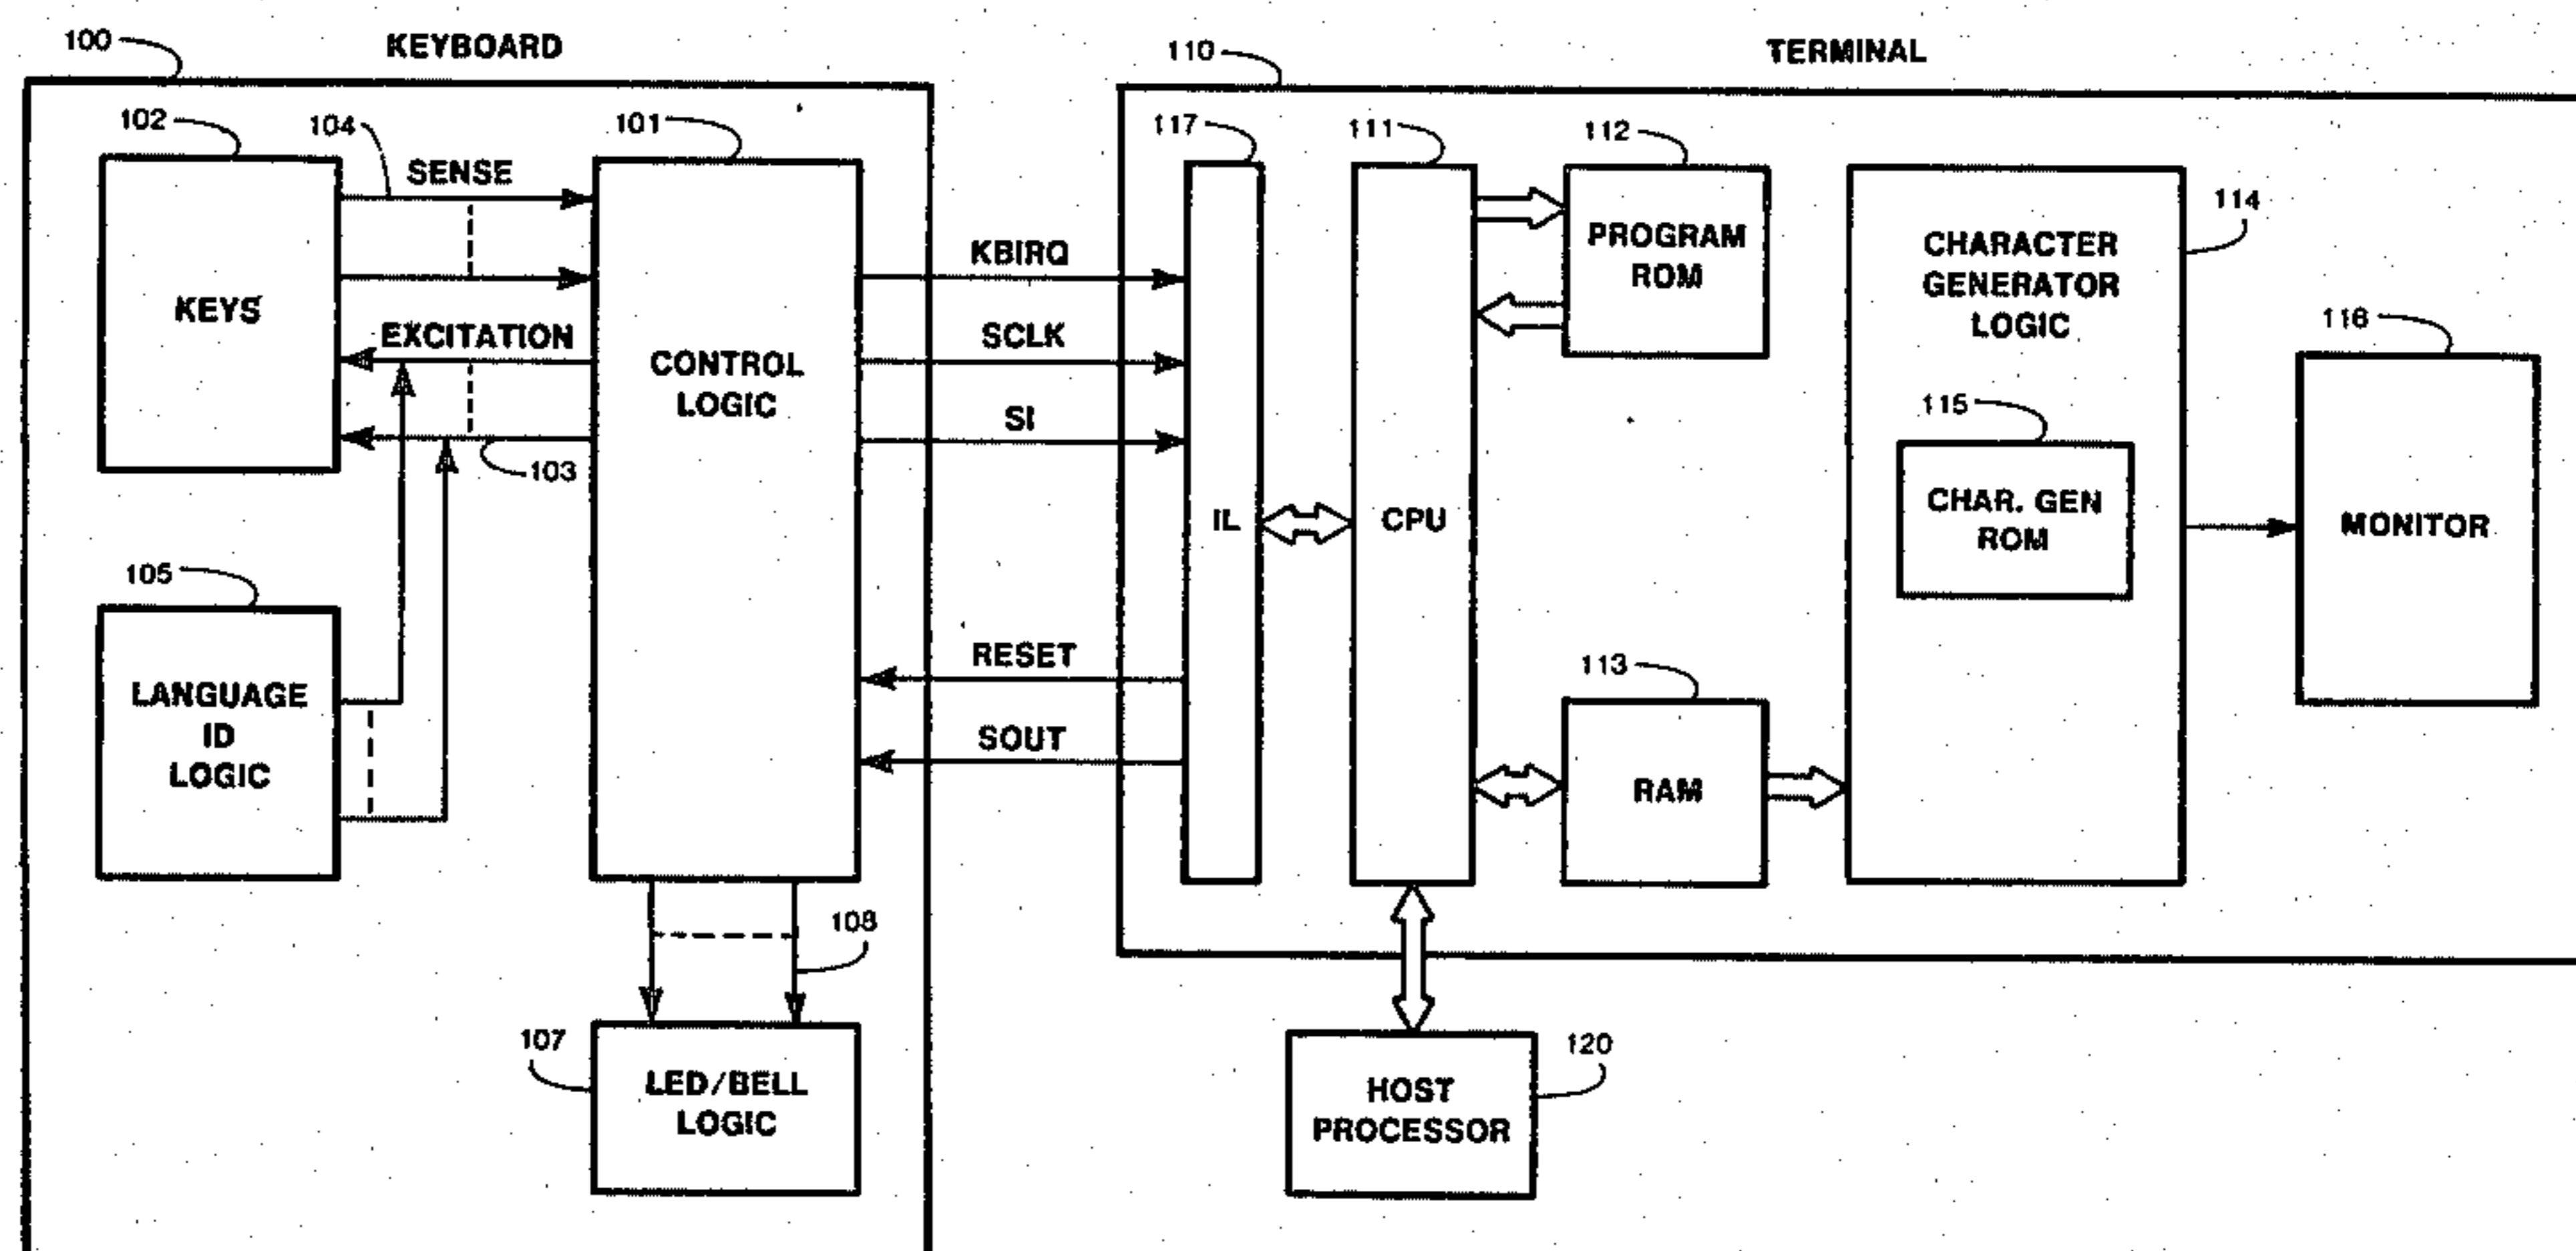 100
KEYBOARD
110
TERMINAL
102
104
101
117
111
112
SENSE
KEYS
EXCITATION
103
CONTROL
LOGIC
KBIRQ
SCLK
SI
IL
CPU
PROGRAM
ROM
CHARACTER
GENERATOR
LOGIC
114
115
CHAR. GEN
ROM
116
MONITOR
105
LANGUAGE
ID
LOGIC
RESET
SOUT
113
RAM
108
107
LED/BELL
LOGIC
HOST
PROCESSOR
120